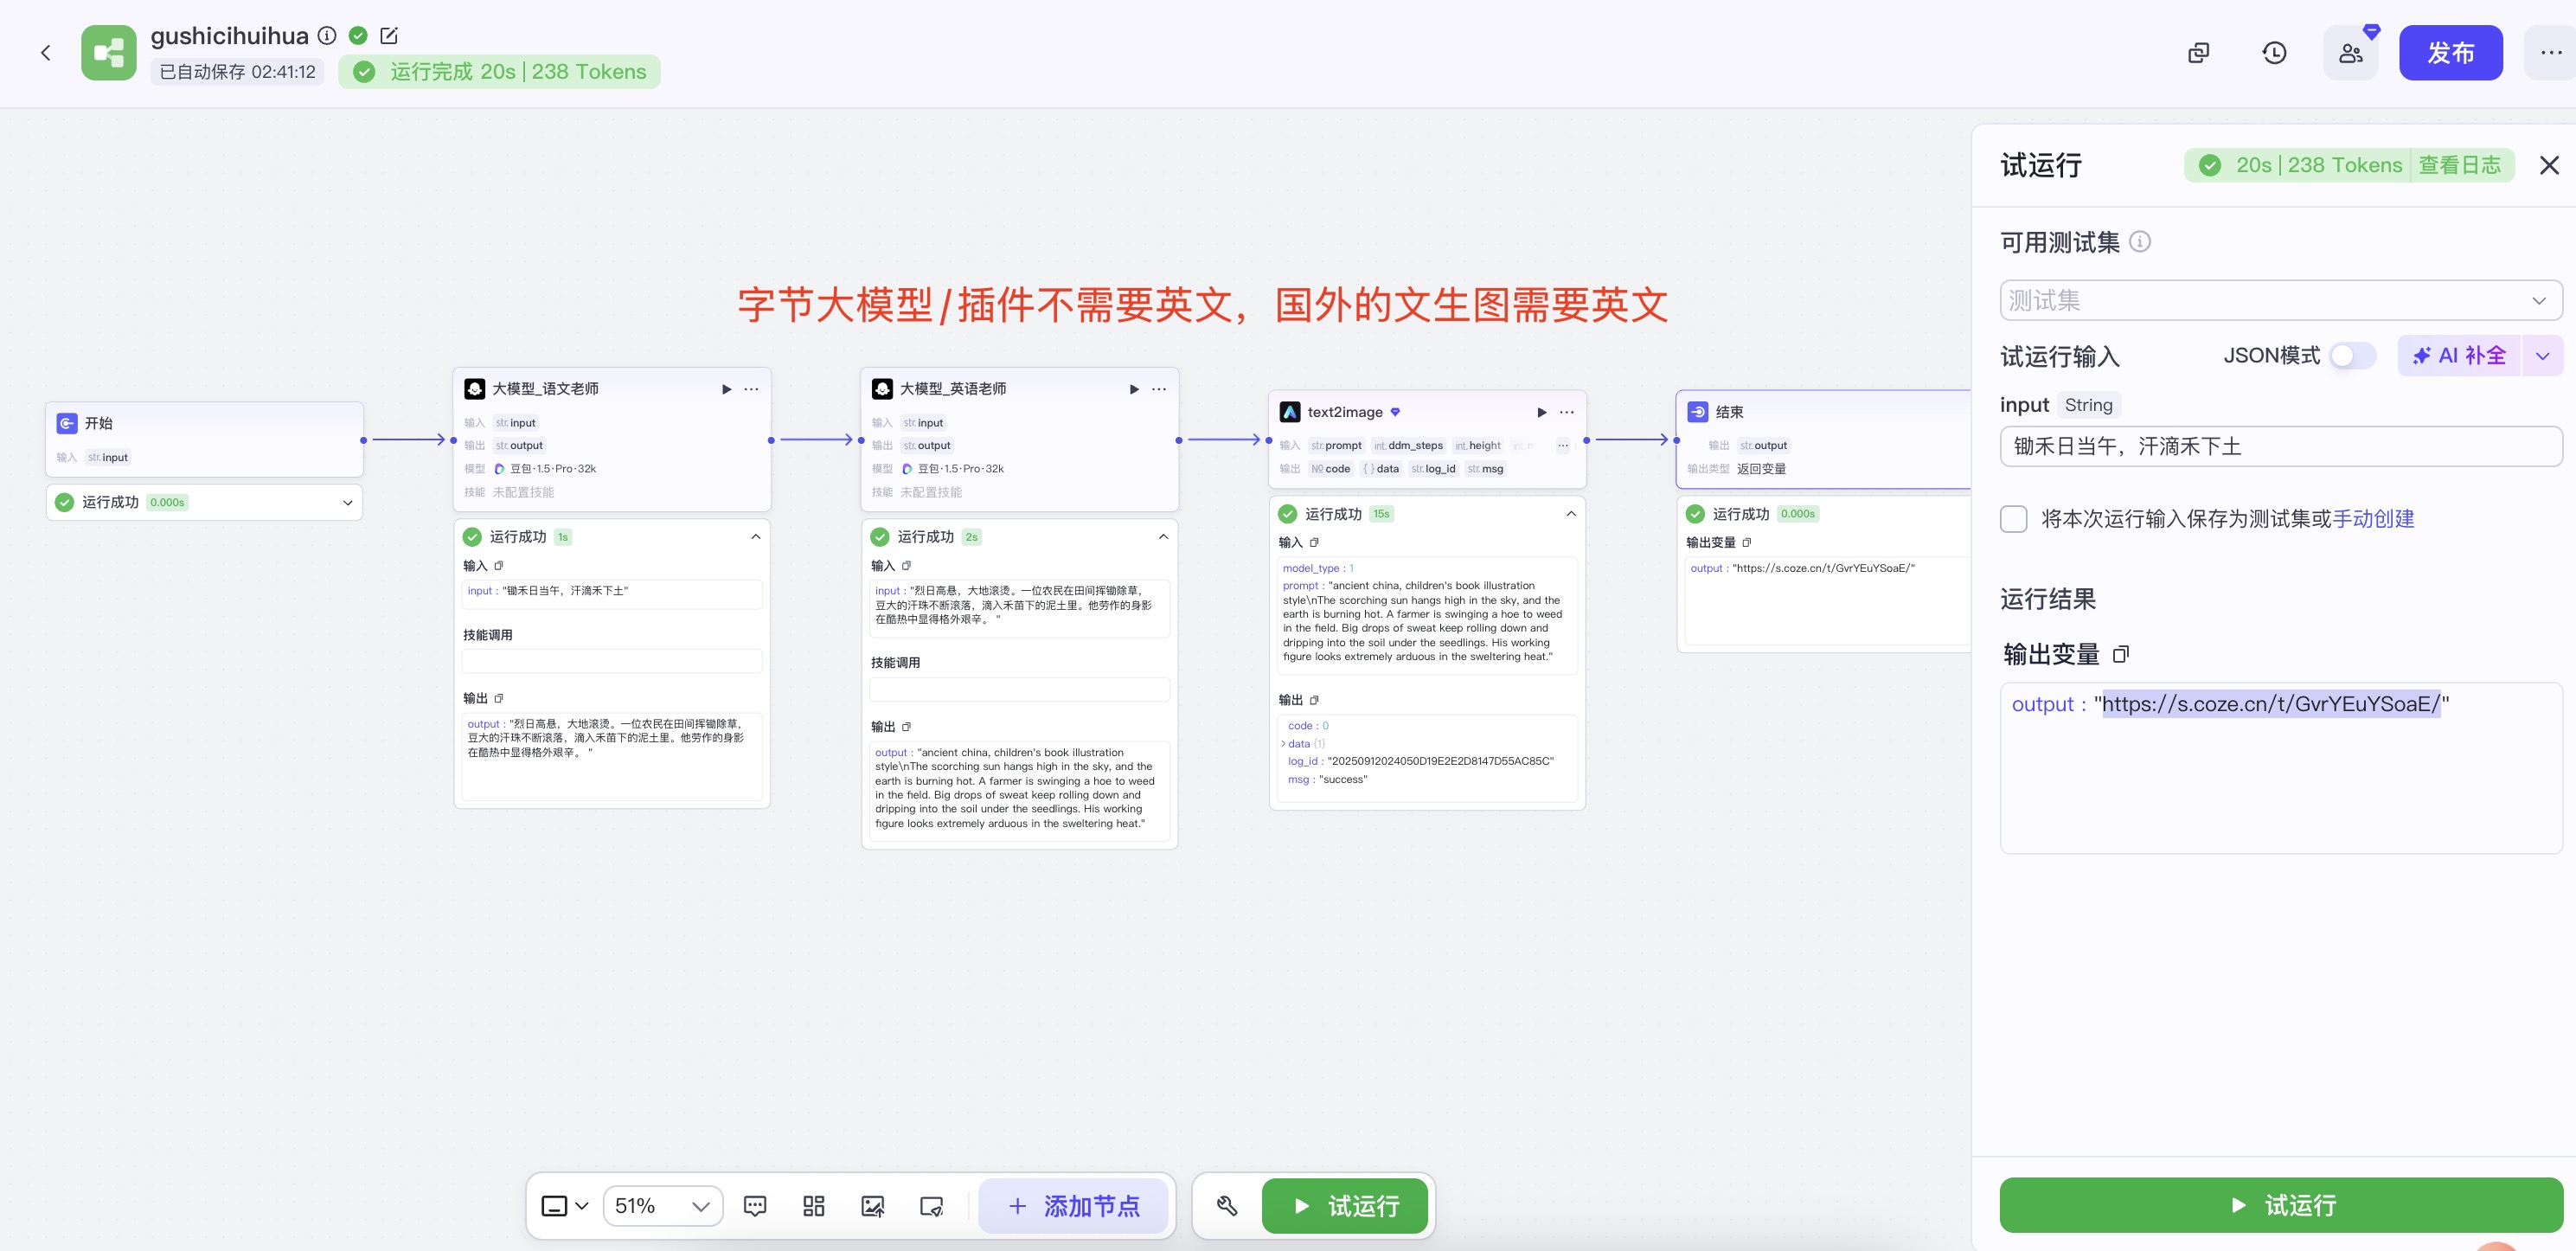 gushicihuihua
已自动保存 02:41:12
运行完成 20s | 238 Tokens
发布
字节大模型/插件不需要英文，国外的文生图需要英文
开始
输入 str. input
运行成功 0.000s
大模型_语文老师
输入 str. input
输出 str. output
模型 豆包·1.5·Pro·32k
技能 未配置技能
运行成功 1s
输入
input : "锄禾日当午，汗滴禾下土"
技能调用
输出
output : "烈日高悬，大地滚烫。一位农民在田间挥锄除草，
豆大的汗珠不断滚落，滴入禾苗下的泥土里。他劳作的身影
在酷热中显得格外艰辛。 "
大模型_英语老师
输入 str. input
输出 str. output
模型 豆包·1.5·Pro·32k
技能 未配置技能
运行成功 2s
输入
input : "烈日高悬，大地滚烫。一位农民在田间挥锄除草，
豆大的汗珠不断滚落，滴入禾苗下的泥土里。他劳作的身影
在酷热中显得格外艰辛。 "
技能调用
输出
output : "ancient china, children's book illustration
style\nThe scorching sun hangs high in the sky, and the
earth is burning hot. A farmer is swinging a hoe to weed
in the field. Big drops of sweat keep rolling down and
dripping into the soil under the seedlings. His working
figure looks extremely arduous in the sweltering heat."
text2image
输入 str. prompt int. ddm_steps int. height int.
输出 No code { } data str. log_id str. msg
运行成功 15s
输入
model_type : 1
prompt : "ancient china, children's book illustration
style\nThe scorching sun hangs high in the sky, and the
earth is burning hot. A farmer is swinging a hoe to weed
in the field. Big drops of sweat keep rolling down and
dripping into the soil under the seedlings. His working
figure looks extremely arduous in the sweltering heat."
输出
code : 0
data {1}
log_id : "20250912024050D19E2E2D8147D55AC85C"
msg : "success"
结束
输出 str. output
输出类型 返回变量
运行成功 0.000s
输出变量
output : "https://s.coze.cn/t/GvrYEuYSoaE/"
试运行
20s | 238 Tokens 查看日志
可用测试集
测试集
试运行输入 JSON模式 AI 补全
input String
锄禾日当午，汗滴禾下土
将本次运行输入保存为测试集或手动创建
运行结果
输出变量
output : "https://s.coze.cn/t/GvrYEuYSoaE/"
试运行
51%
添加节点
试运行